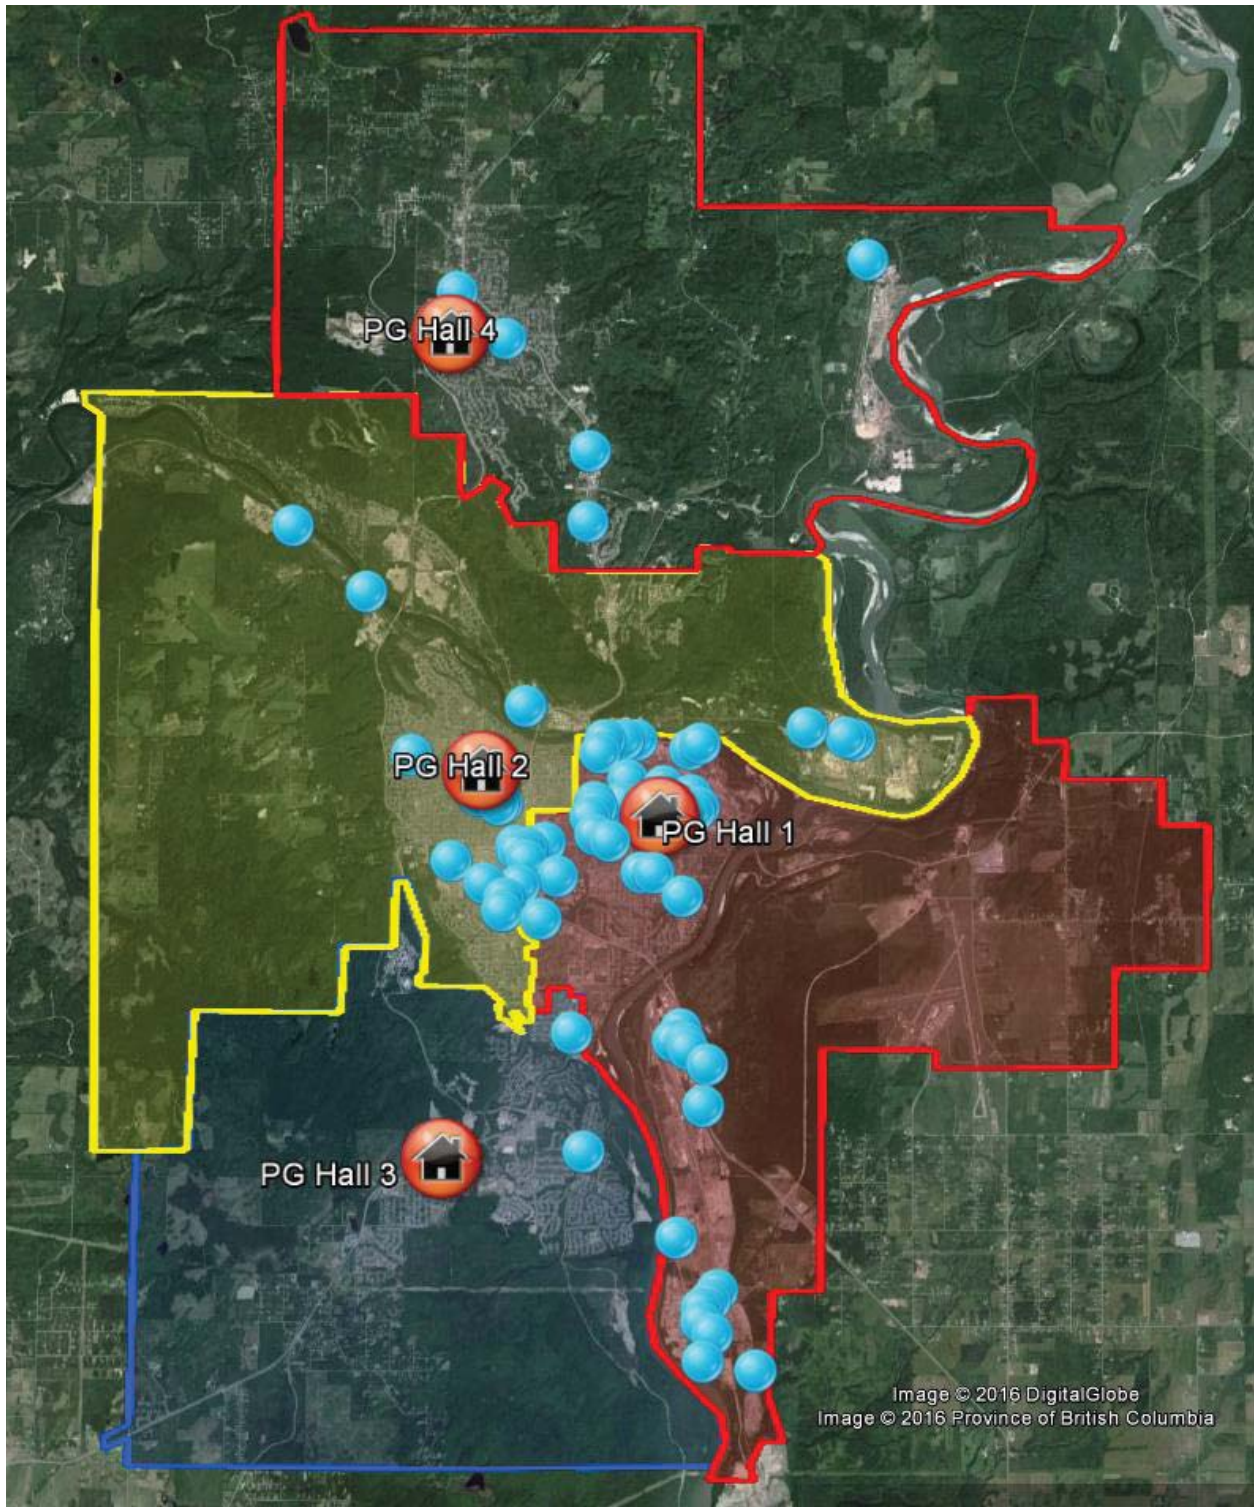 PG Hall 4
PG Hall 2
PG Hall 1
PG Hall 3
Image © 2016 DigitalGlobe
Image © 2016 Province of British Columbia